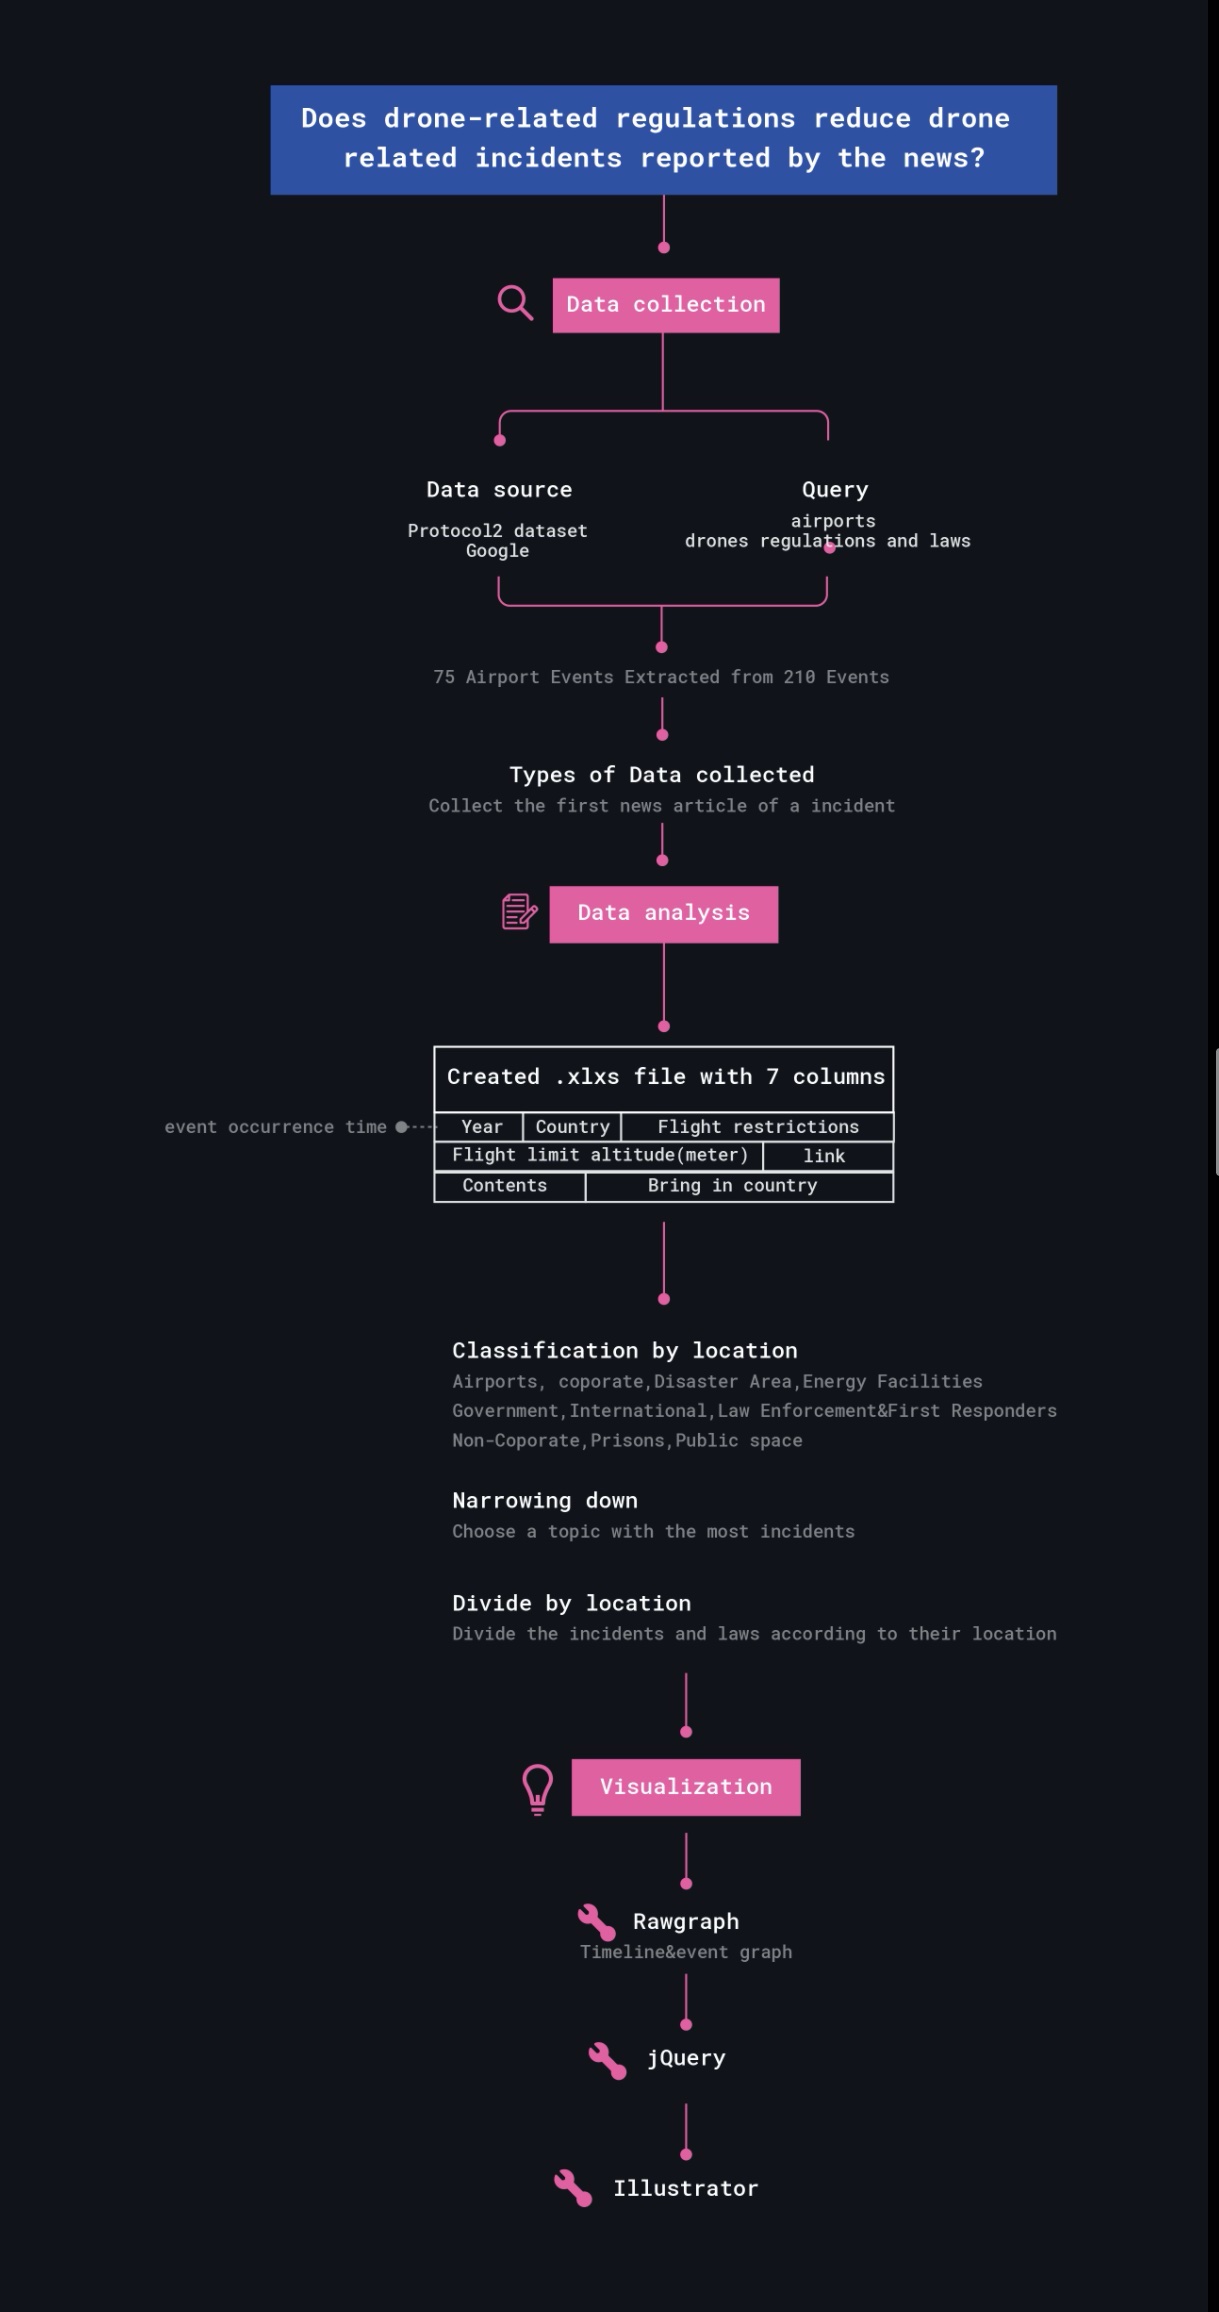 Does drone-related regulations reduce drone
related incidents reported by the news?
Data collection
Data source
Protocol2 dataset
Google
Query
airports
drones regulations and laws
75 Airport Events Extracted from 210 Events
Types of Data collected
Collect the first news article of a incident
Data analysis
Created .xlxs file with 7 columns
event occurrence time
Year
Country
Flight restrictions
Flight limit altitude(meter)
link
Contents
Bring in country
Classification by location
Airports, coporate,Disaster Area,Energy Facilities
Government,International,Law Enforcement&First Responders
Non-Coporate,Prisons,Public space
Narrowing down
Choose a topic with the most incidents
Divide by location
Divide the incidents and laws according to their location
Visualization
Rawgraph
Timeline&event graph
jQuery
Illustrator